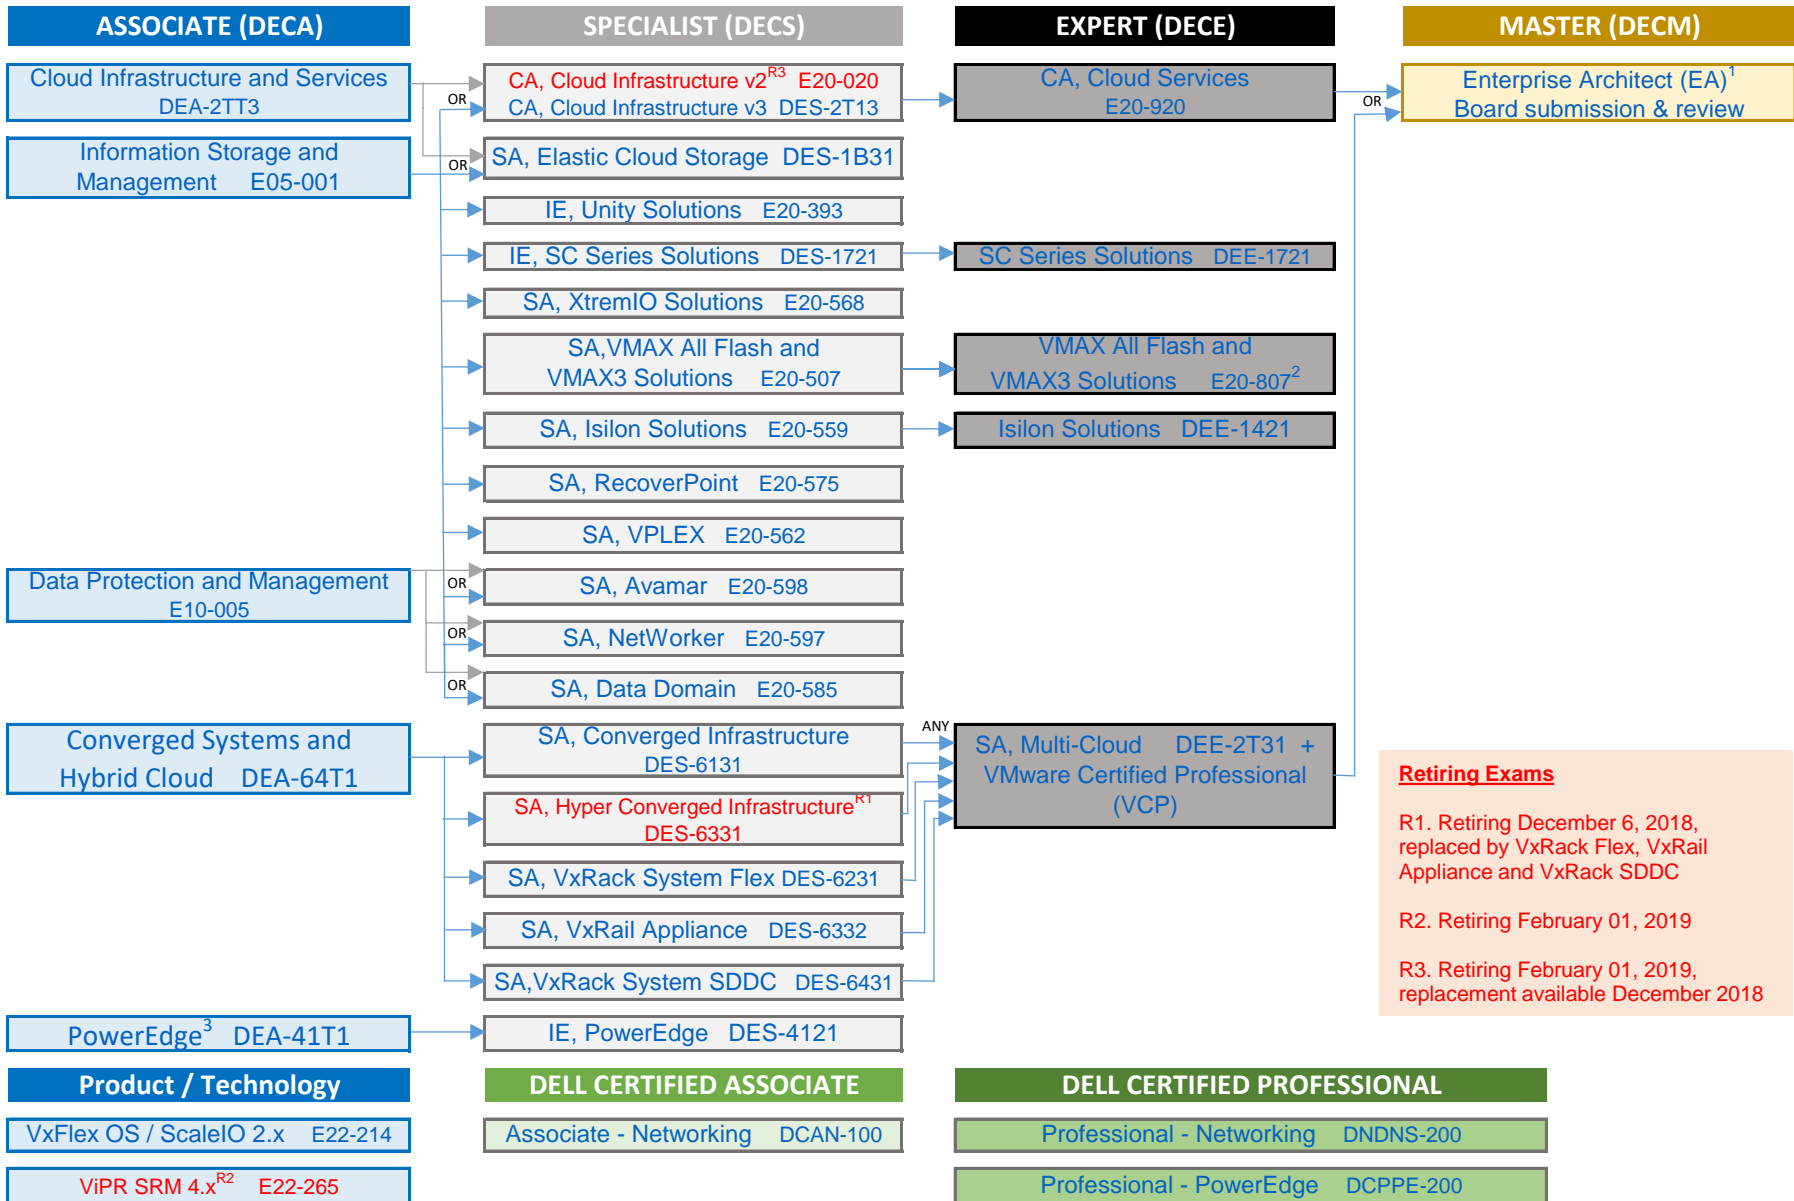 ASSOCIATE (DECA)
SPECIALIST (DECS)
EXPERT (DECE)
MASTER (DECM)
Cloud Infrastructure and Services
DEA-2TT3
OR
CA, Cloud Infrastructure v2R3 E20-020
CA, Cloud Infrastructure v3 DES-2T13
CA, Cloud Services
E20-920
OR
Enterprise Architect (EA)1
Board submission & review
Information Storage and
Management E05-001
OR
SA, Elastic Cloud Storage DES-1B31
IE, Unity Solutions E20-393
IE, SC Series Solutions DES-1721
SC Series Solutions DEE-1721
SA, XtremIO Solutions E20-568
SA,VMAX All Flash and
VMAX3 Solutions E20-507
VMAX All Flash and
VMAX3 Solutions E20-8072
SA, Isilon Solutions E20-559
Isilon Solutions DEE-1421
SA, RecoverPoint E20-575
SA, VPLEX E20-562
Data Protection and Management
E10-005
OR
SA, Avamar E20-598
OR
SA, NetWorker E20-597
OR
SA, Data Domain E20-585
Converged Systems and
Hybrid Cloud DEA-64T1
SA, Converged Infrastructure
DES-6131
ANY
SA, Multi-Cloud DEE-2T31 +
VMware Certified Professional
(VCP)
SA, Hyper Converged InfrastructureR1
DES-6331
SA, VxRack System Flex DES-6231
SA, VxRail Appliance DES-6332
SA,VxRack System SDDC DES-6431
Retiring Exams
R1. Retiring December 6, 2018,
replaced by VxRack Flex, VxRail
Appliance and VxRack SDDC
R2. Retiring February 01, 2019
R3. Retiring February 01, 2019,
replacement available December 2018
PowerEdge3 DEA-41T1
IE, PowerEdge DES-4121
Product / Technology
DELL CERTIFIED ASSOCIATE
DELL CERTIFIED PROFESSIONAL
VxFlex OS / ScaleIO 2.x E22-214
Associate - Networking DCAN-100
Professional - Networking DNDNS-200
ViPR SRM 4.xR2 E22-265
Professional - PowerEdge DCPPE-200